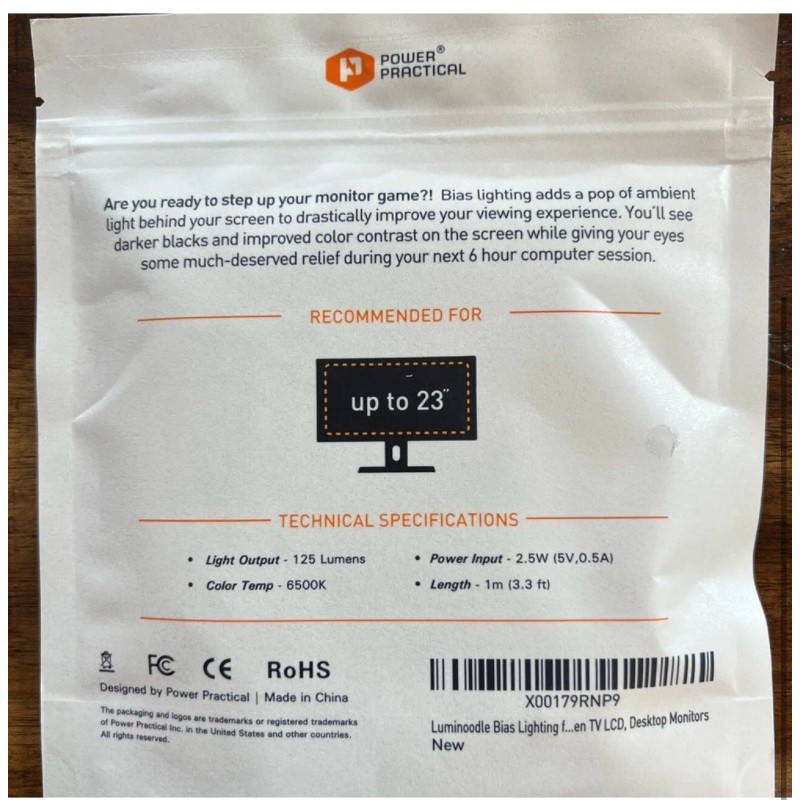 POWER®
PRACTICAL
Are you ready to step up your monitor game?! Bias lighting adds a pop of ambient
light behind your screen to drastically improve your viewing experience. You'll see
darker blacks and improved color contrast on the screen while giving your eyes
some much-deserved relief during your next 6 hour computer session.
RECOMMENDED FOR
up to 23"
TECHNICAL SPECIFICATIONS
• Light Output - 125 Lumens
• Power Input - 2.5W (5V,0.5A)
• Color Temp - 6500K
• Length - 1m (3.3 ft)
FC CE RoHS
Designed by Power Practical | Made in China
The packaging and logos are trademarks or registered trademarks
of Power Practical Inc. in the United States and other countries.
All rights reserved.
X00179RNP9
Luminoodle Bias Lighting f...en TV LCD, Desktop Monitors
New